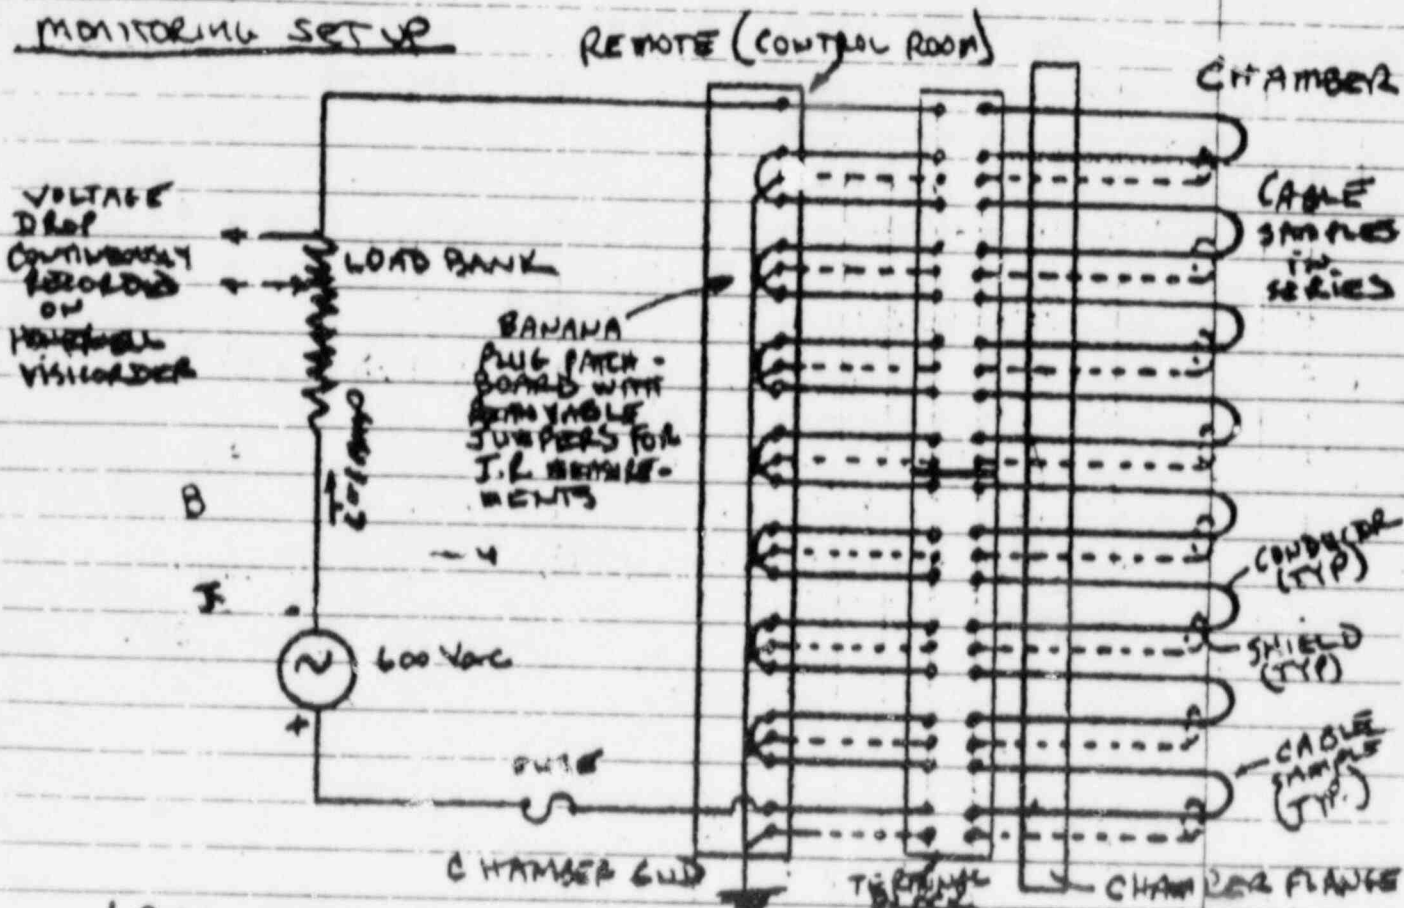 MONITORING SET UP
REMOTE (CONTROL ROOM)
CHAMBER
VOLTAGE
DROP
CONTINUOUSLY
RECORDED
ON
HONEYWELL
VISICORDER
LOAD BANK
CABLE
SAMPLES
IN
SERIES
BANANA
PLUG PATCH-
BOARD WITH
REMOVABLE
JUMPERS FOR
I.R. MEASURE-
MENTS
B
CONDUCTOR
(TYP)
SHIELD
(TYP)
600 Vac
+
CABLE
SAMPLE
(TYP.)
FUSE
CHAMBER GND
TERMINAL
BLOCK
CHAMBER FLANGE